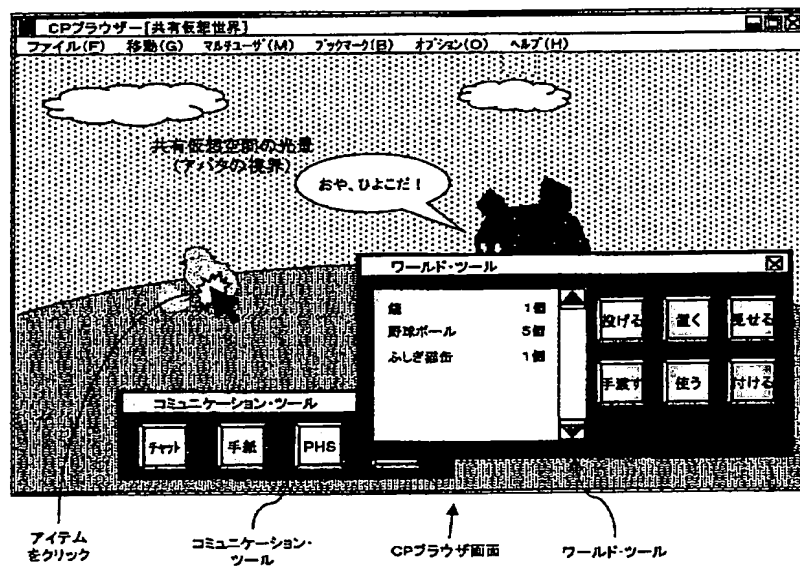 CPブラウザー[共有仮想世界]
ファイル(F) 移動(G) マルチユーザ(M) ブックマーク(B) オプション(O) ヘルプ(H)
共有仮想空間の光景
(アバタの視界)
おや、ひよこだ!
ワールド・ツール
1個
野球ボール 5個
ふしぎ 缶 1個
投げる 置く 見せる
手渡す 使う 付ける
コミュニケーション・ツール
チャット 手紙 PHS
アイテム
をクリック
コミュニケーション・
ツール
CPブラウザ画面
ワールド・ツール